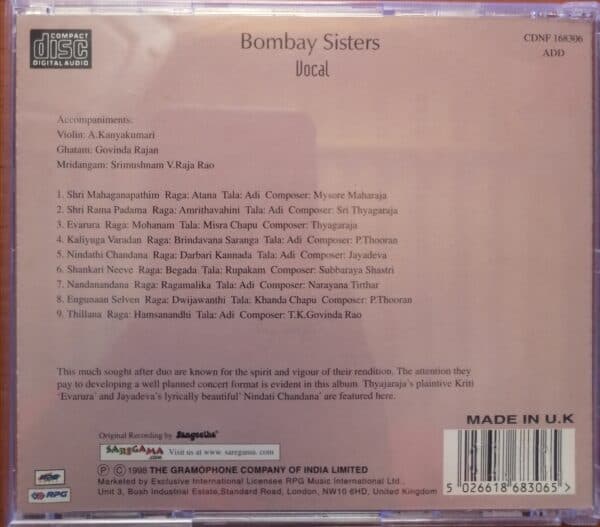 COMPACT
disc
DIGITAL AUDIO
Bombay Sisters
Vocal
CDNF 168306
ADD
Accompaniments:
Violin: A.Kanyakumari
Ghatam: Govinda Rajan
Mridangam: Srimushnam V.Raja Rao
1. Shri Mahaganapathim Raga: Atana Tala: Adi Composer: Mysore Maharaja
2. Shri Rama Padama Raga: Amrithavahini Tala: Adi Composer: Sri Thyagaraja
3. Evarura Raga: Mohanam Tala: Misra Chapu Composer: Thyagaraja
4. Kaliyuga Varadan Raga: Brindavana Saranga Tala: Adi Composer: P.Thooran
5. Nindathi Chandana Raga: Darbari Kannada Tala: Adi Composer: Jayadeva
6. Shankari Neeve Raga: Begada Tala: Rupakam Composer: Subbaraya Shastri
7. Nandanandana Raga: Ragamalika Tala: Adi Composer: Narayana Tirthar
8. Engunaan Selven Raga: Dwijawanthi Tala: Khanda Chapu Composer: P.Thooran
9. Thillana Raga: Hamsanandhi Tala: Adi Composer: T.K.Govinda Rao
This much sought after duo are known for the spirit and vigour of their rendition. The attention they
pay to developing a well planned concert format is evident in this album. Thyajaraja's plaintive Kriti
'Evarura' and Jayadeva's lyrically beautiful' Nindati Chandana' are featured here.
MADE IN U.K
Original Recording by Sangeetha
SAREGAMA
.COM
Visit us at www.saregama.com
P C 1998 THE GRAMOPHONE COMPANY OF INDIA LIMITED
Marketed by Exclusive International Licensee RPG Music International Ltd.,
Unit 3, Bush Industrial Estate,Standard Road, London, NW10 6HD, United Kingdom
RPG
5 026618 683065 >